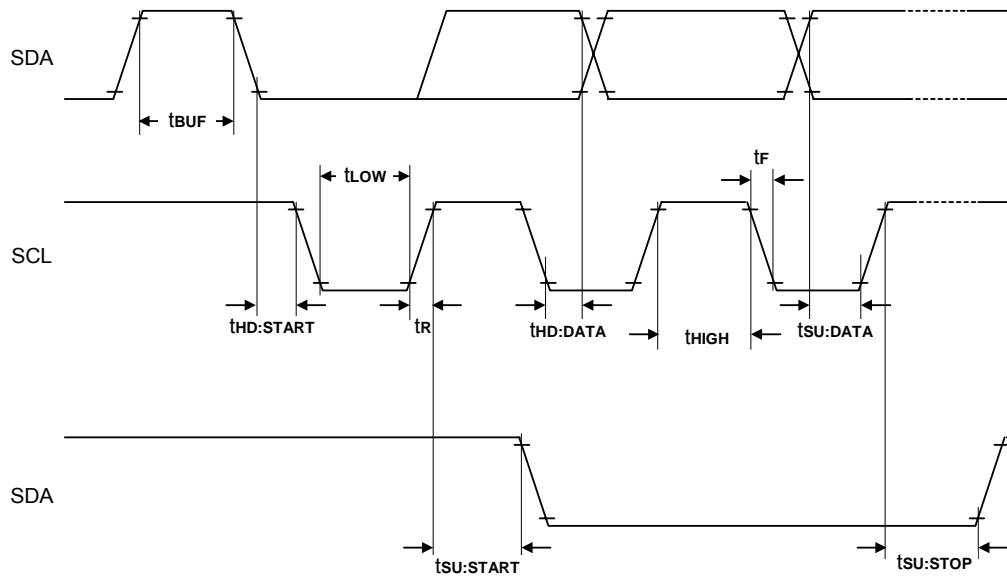 SDA
tBUF
tLOW
tF
SCL
tHD:START
tR
tHD:DATA
tHIGH
tSU:DATA
SDA
tSU:START
tSU:STOP